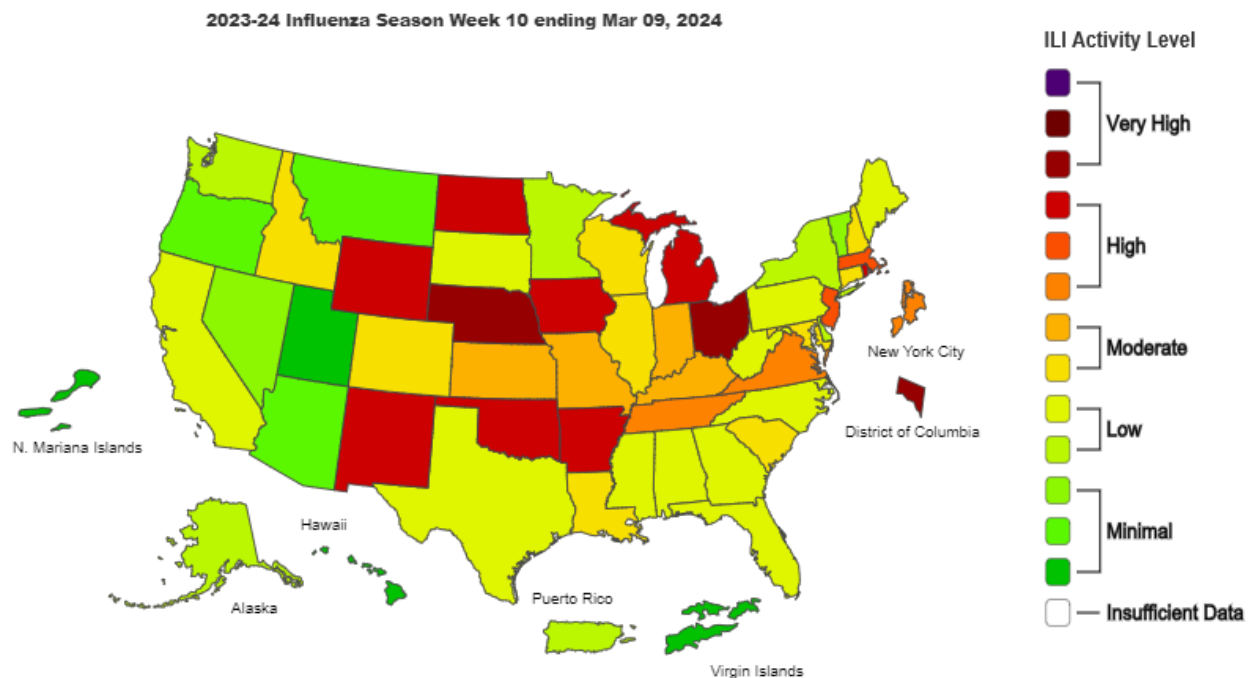 2023-24 Influenza Season Week 10 ending Mar 09, 2024
ILI Activity Level
Very High
High
Moderate
Low
Minimal
Insufficient Data
New York City
District of Columbia
N. Mariana Islands
Hawaii
Alaska
Puerto Rico
Virgin Islands